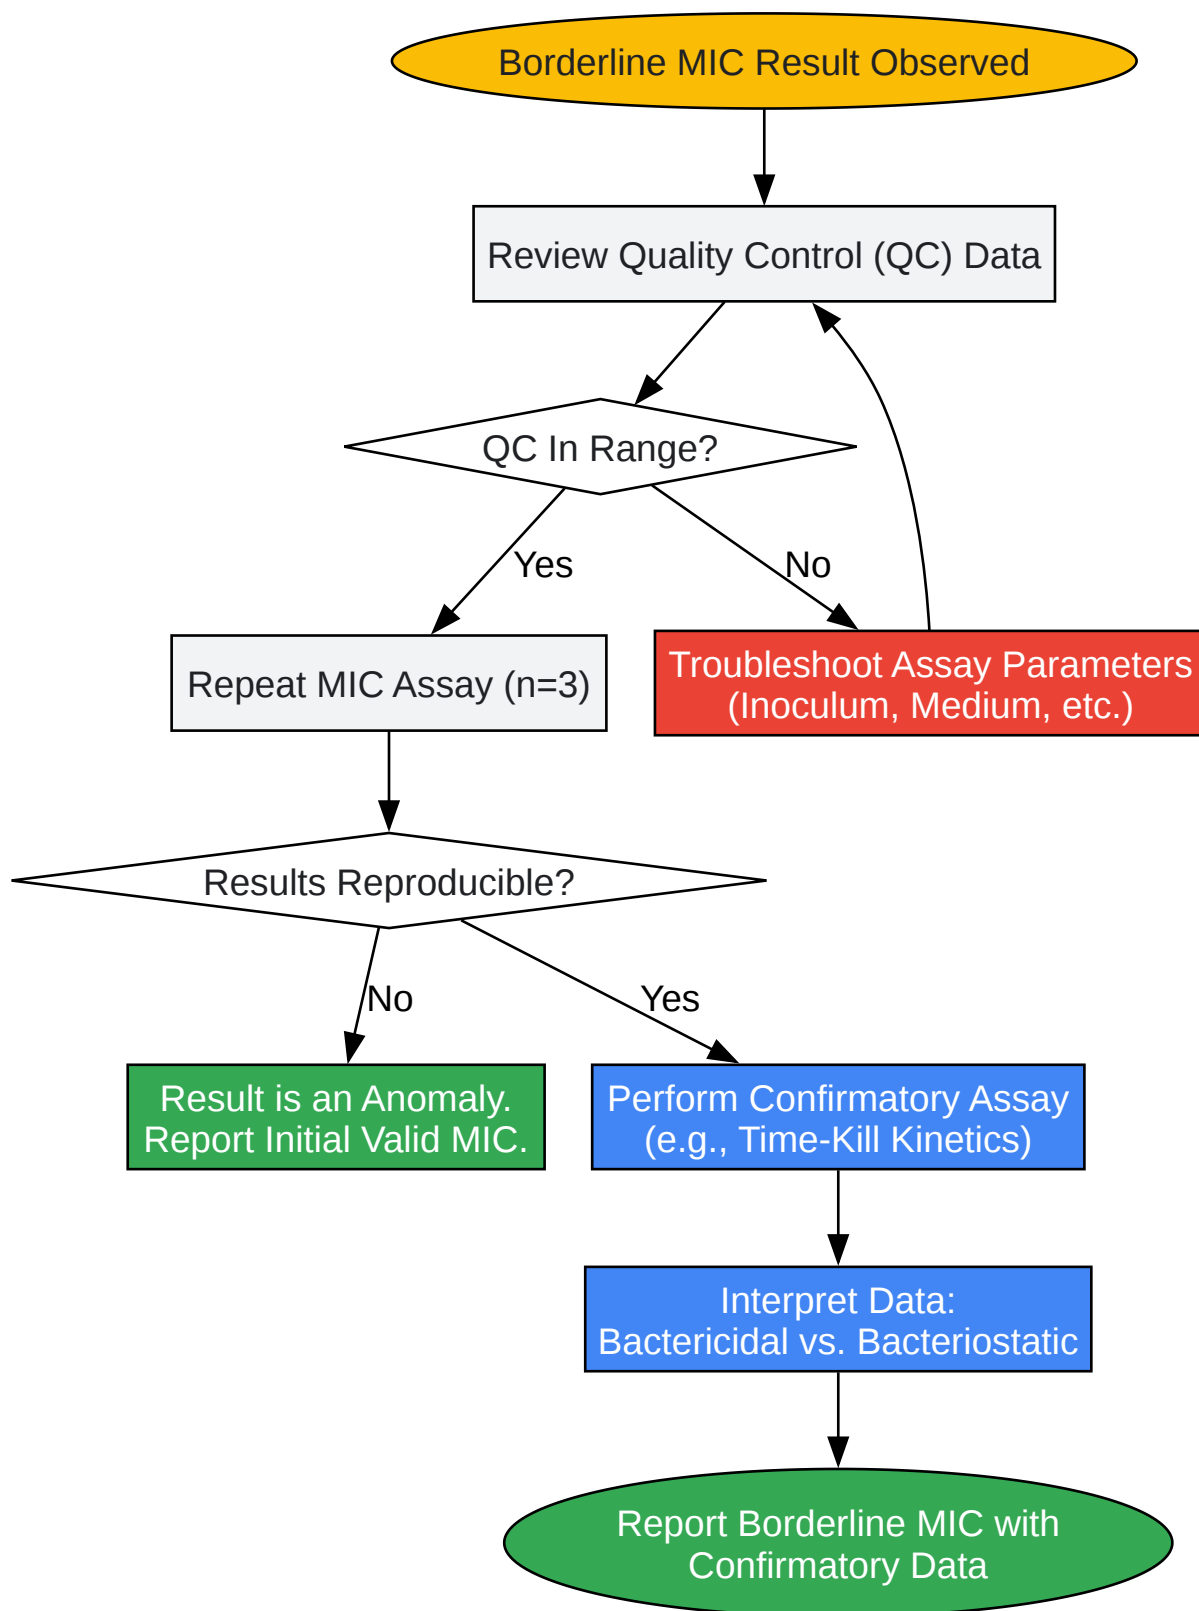 Borderline MIC Result Observed
Review Quality Control (QC) Data
QC In Range?
Yes
No
Repeat MIC Assay (n=3)
Troubleshoot Assay Parameters
(Inoculum, Medium, etc.)
Results Reproducible?
No
Yes
Result is an Anomaly.
Report Initial Valid MIC.
Perform Confirmatory Assay
(e.g., Time-Kill Kinetics)
Interpret Data:
Bactericidal vs. Bacteriostatic
Report Borderline MIC with
Confirmatory Data